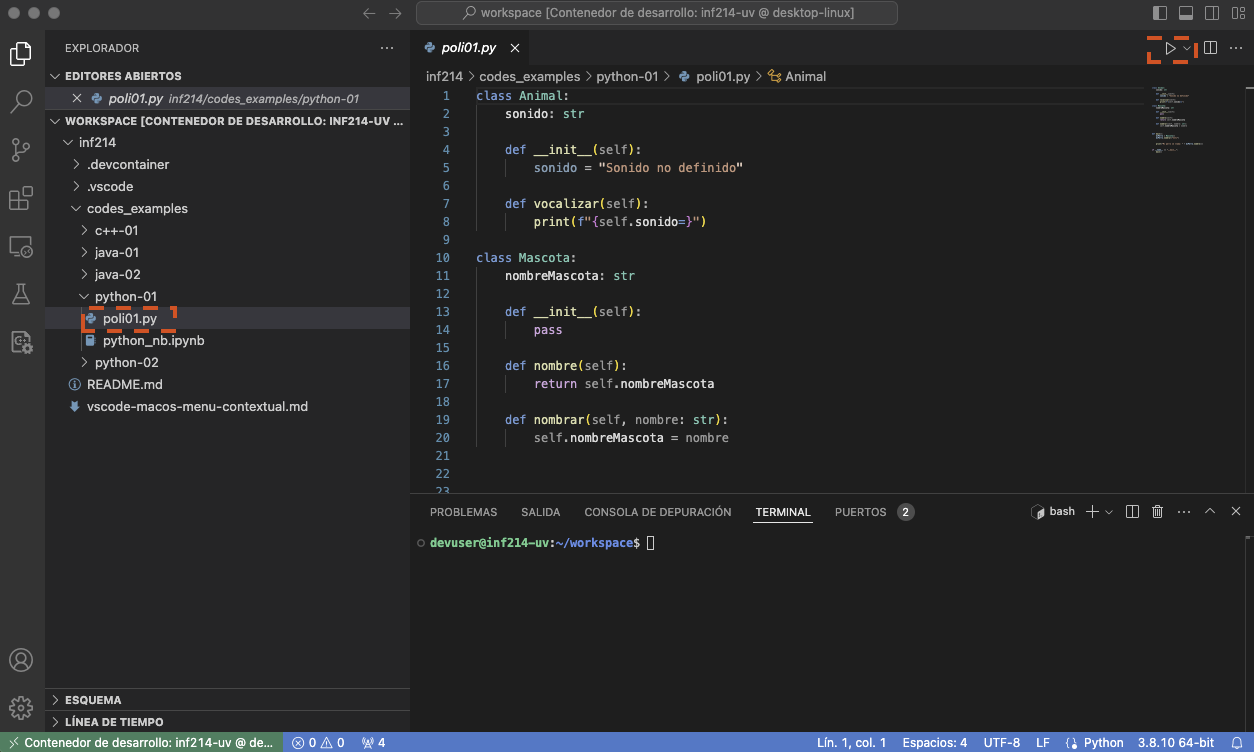 workspace [Contenedor de desarrollo: inf214-uv @ desktop-linux]
EXPLORADOR
EDITORES ABIERTOS
poli01.py inf214/codes_examples/python-01
WORKSPACE [CONTENEDOR DE DESARROLLO: INF214-UV ...
inf214
.devcontainer
.vscode
codes_examples
c++-01
java-01
java-02
python-01
poli01.py
python_nb.ipynb
python-02
README.md
vscode-macos-menu-contextual.md
ESQUEMA
LÍNEA DE TIEMPO
poli01.py
inf214 > codes_examples > python-01 > poli01.py > Animal
1 class Animal:
2     sonido: str
3
4     def __init__(self):
5         sonido = "Sonido no definido"
6
7     def vocalizar(self):
8         print(f"{self.sonido=}")
9
10 class Mascota:
11     nombreMascota: str
12
13     def __init__(self):
14         pass
15
16     def nombre(self):
17         return self.nombreMascota
18
19     def nombrar(self, nombre: str):
20         self.nombreMascota = nombre
21
22
23
PROBLEMAS SALIDA CONSOLA DE DEPURACIÓN TERMINAL PUERTOS 2 bash
devuser@inf214-uv:~/workspace$
Contenedor de desarrollo: inf214-uv @ de... 0 0 4 Lín. 1, col. 1 Espacios: 4 UTF-8 LF Python 3.8.10 64-bit